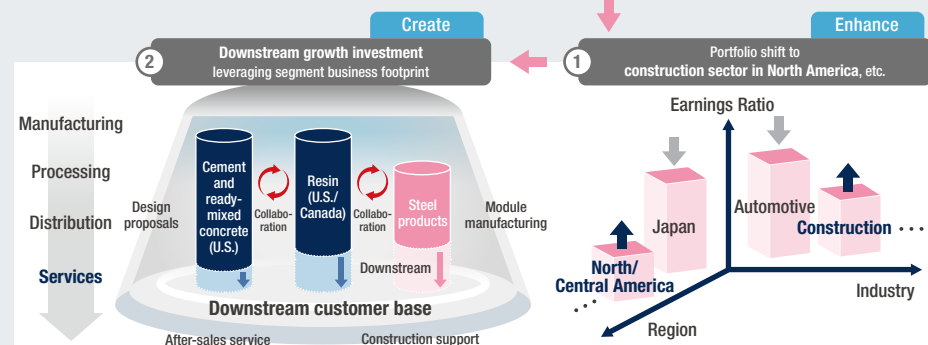 Create
2
Downstream growth investment
leveraging segment business footprint
Enhance
1
Portfolio shift to
construction sector in North America, etc.
Manufacturing
Processing
Distribution
Services
Design
proposals
Cement
and
ready-
mixed
concrete
(U.S.)
Collabo-
ration
Resin
(U.S./
Canada)
Collabo-
ration
Steel
products
Module
manufacturing
Downstream
Downstream customer base
After-sales service
Construction support
Earnings Ratio
Japan
Automotive
Construction
North/
Central America
Industry
Region